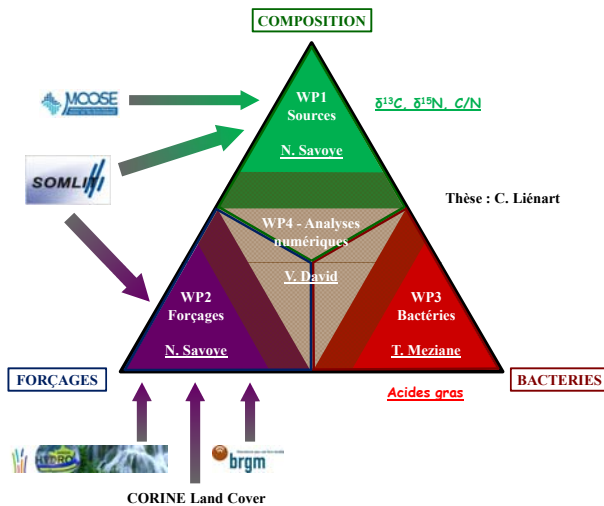 COMPOSITION
MOOSE
WP1
Sources
N. Savoye
δ¹³C, δ¹⁵N, C/N
SOMLIT
Thèse : C. Liénart
WP4 - Analyses
numériques
V. David
WP2
Forçages
N. Savoye
WP3
Bactéries
T. Meziane
FORÇAGES
BACTERIES
Acides gras
HYDRO
brgm
CORINE Land Cover